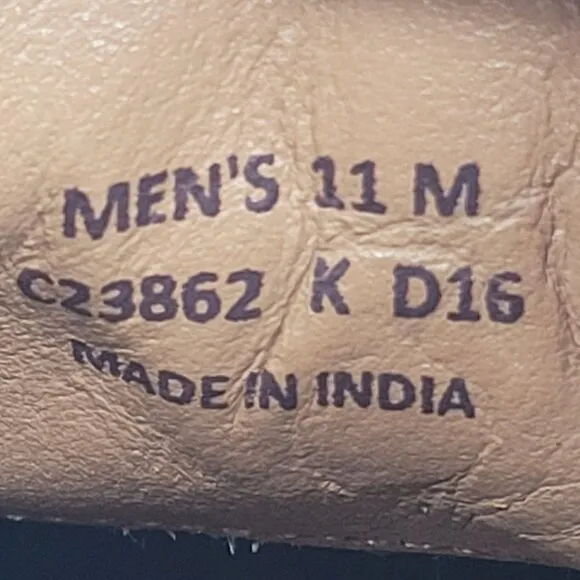 MEN'S 11 M
C23862 K D16
MADE IN INDIA